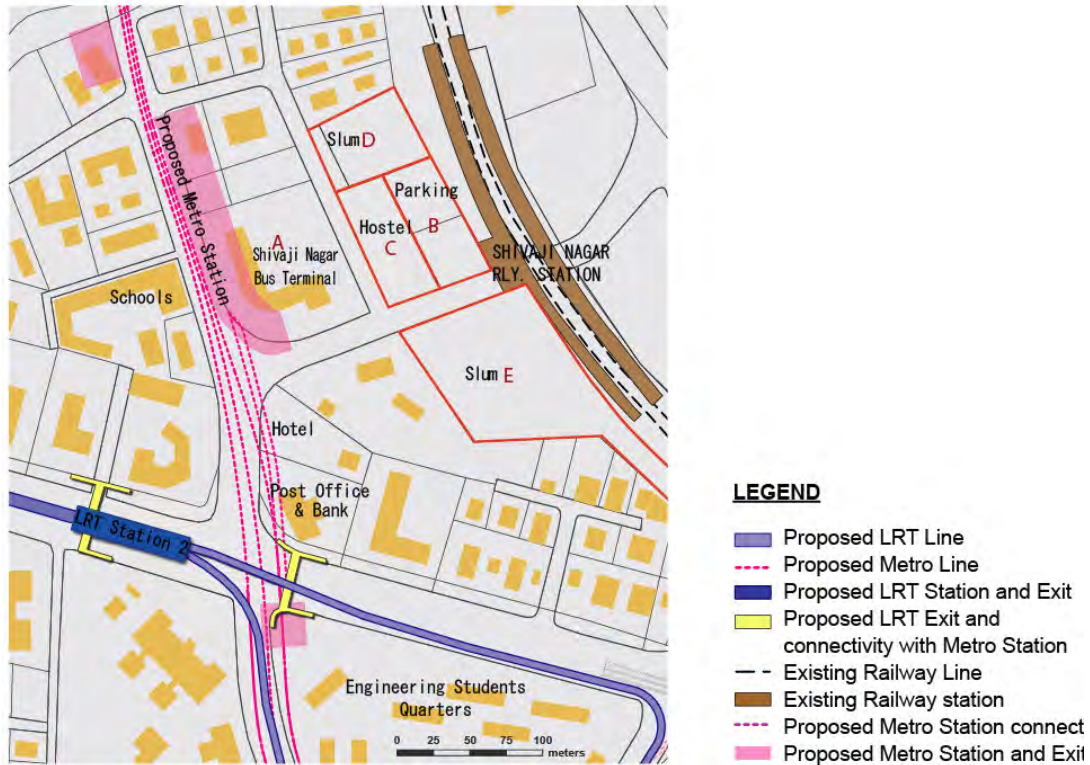 Proposed Metro Station
Slum D
Parking
Hostel
B
C
A
Shivaji Nagar
Bus Terminal
SHIVAJI NAGAR
RLY. STATION
Schools
Slum E
Hotel
Post Office
& Bank
LRT Station 2
Engineering Students
Quarters
0 25 50 75 100
meters
LEGEND
Proposed LRT Line
Proposed Metro Line
Proposed LRT Station and Exit
Proposed LRT Exit and
connectivity with Metro Station
Existing Railway Line
Existing Railway station
Proposed Metro Station connect
Proposed Metro Station and Exit